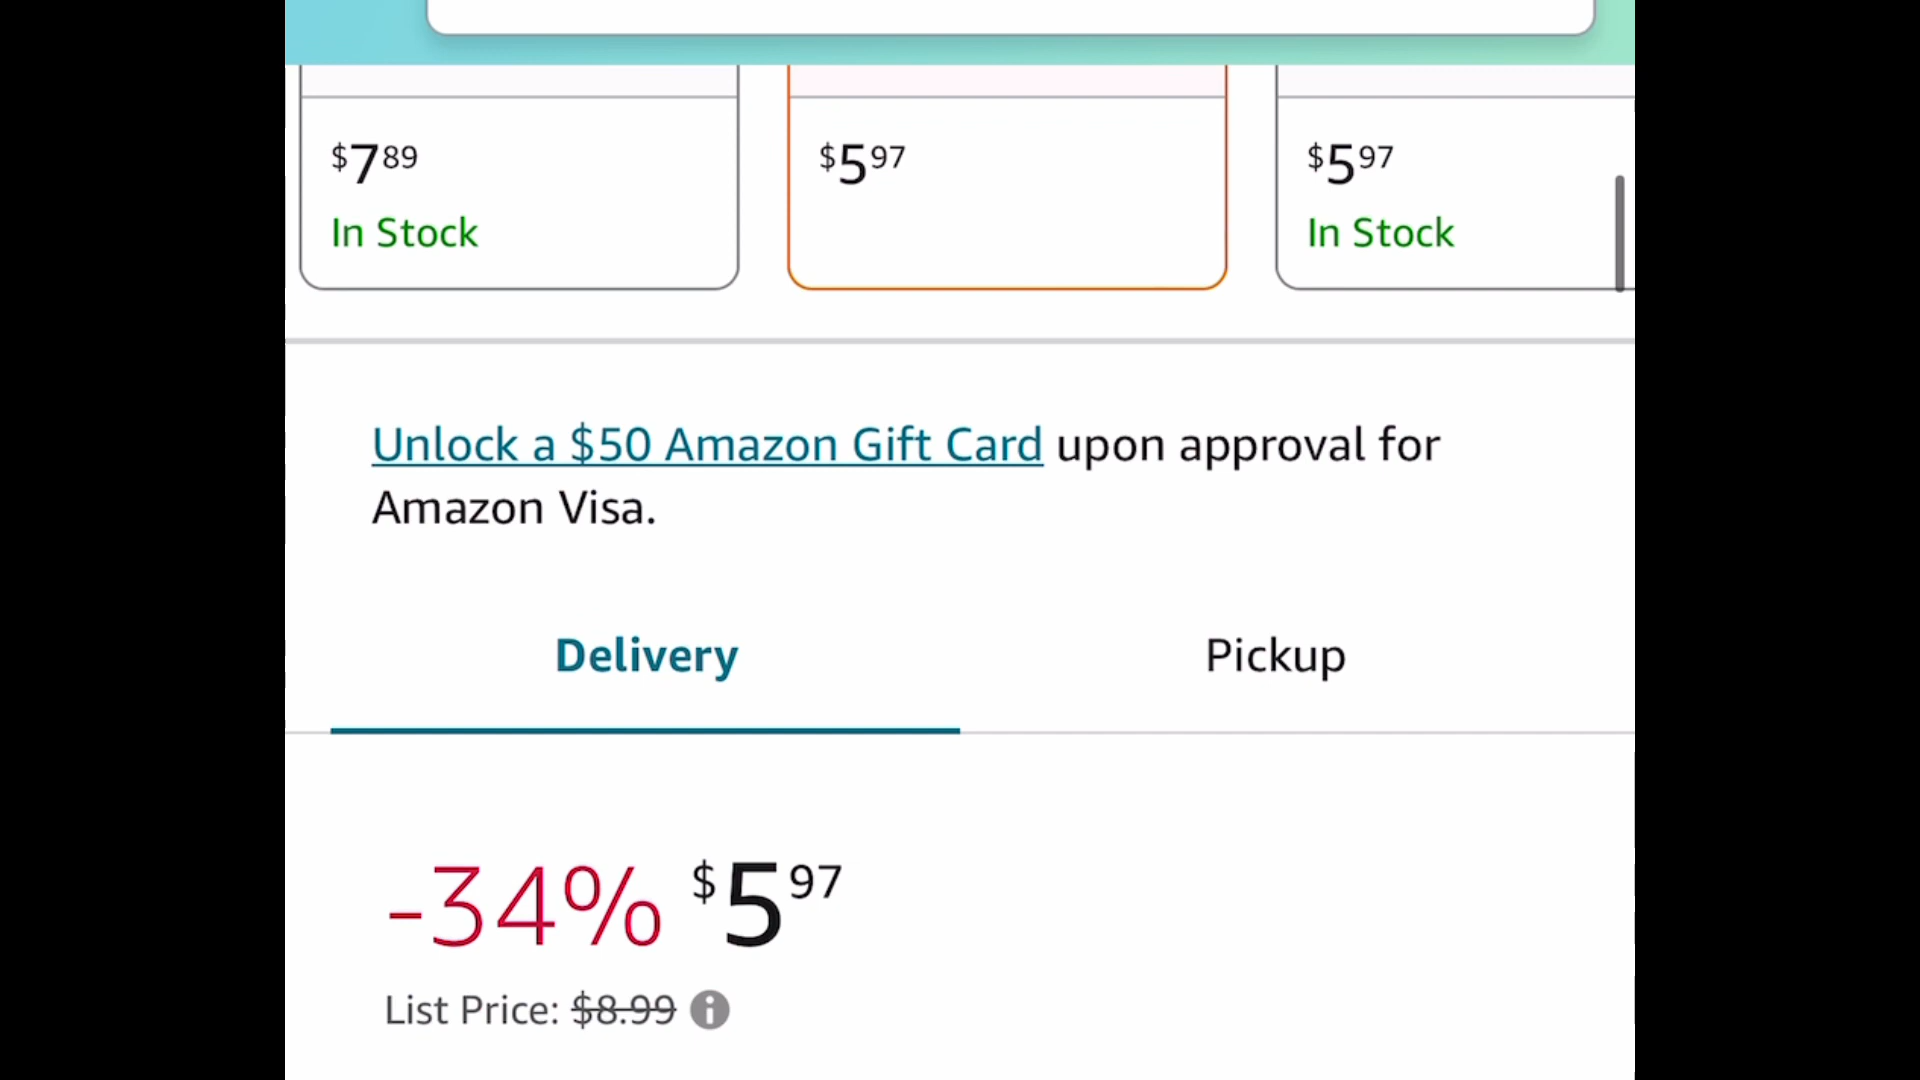 $7 89
$5 97
$5 97
In Stock
In Stock
Unlock a $50 Amazon Gift Card upon approval for
Amazon Visa.
Delivery
Pickup
-34% $5 97
List Price: $8.99